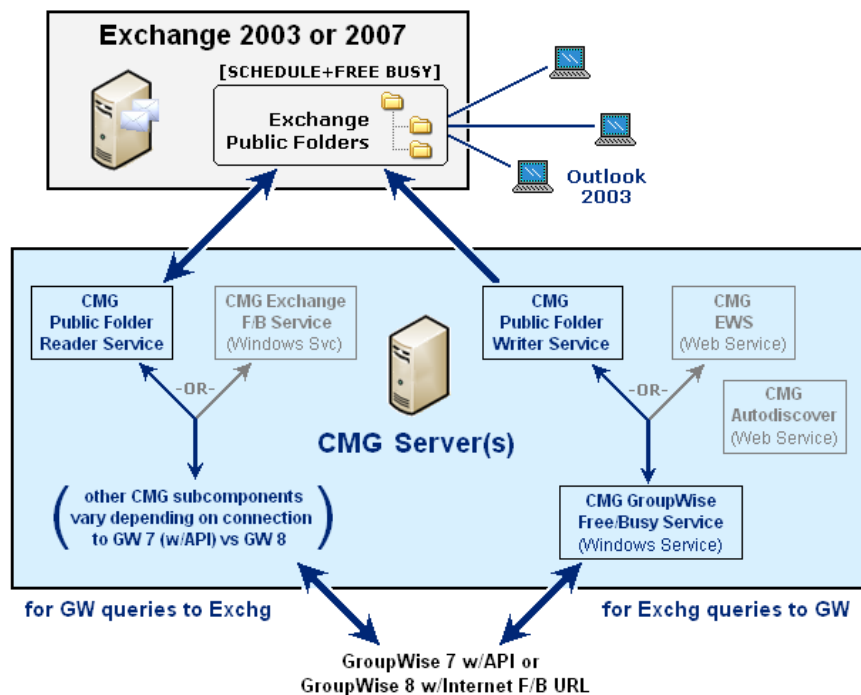 Exchange 2003 or 2007
[SCHEDULE+FREE BUSY]
Exchange
Public Folders
Outlook
2003
CMG
Public Folder
Reader Service
CMG Exchange
F/B Service
(Windows Svc)
CMG
Public Folder
Writer Service
CMG
EWS
(Web Service)
-OR-
-OR-
CMG
Autodiscover
(Web Service)
CMG Server(s)
( other CMG subcomponents
vary depending on connection
to GW 7 (w/API) vs GW 8 )
CMG GroupWise
Free/Busy Service
(Windows Service)
for GW queries to Exchg
for Exchg queries to GW
GroupWise 7 w/API or
GroupWise 8 w/Internet F/B URL